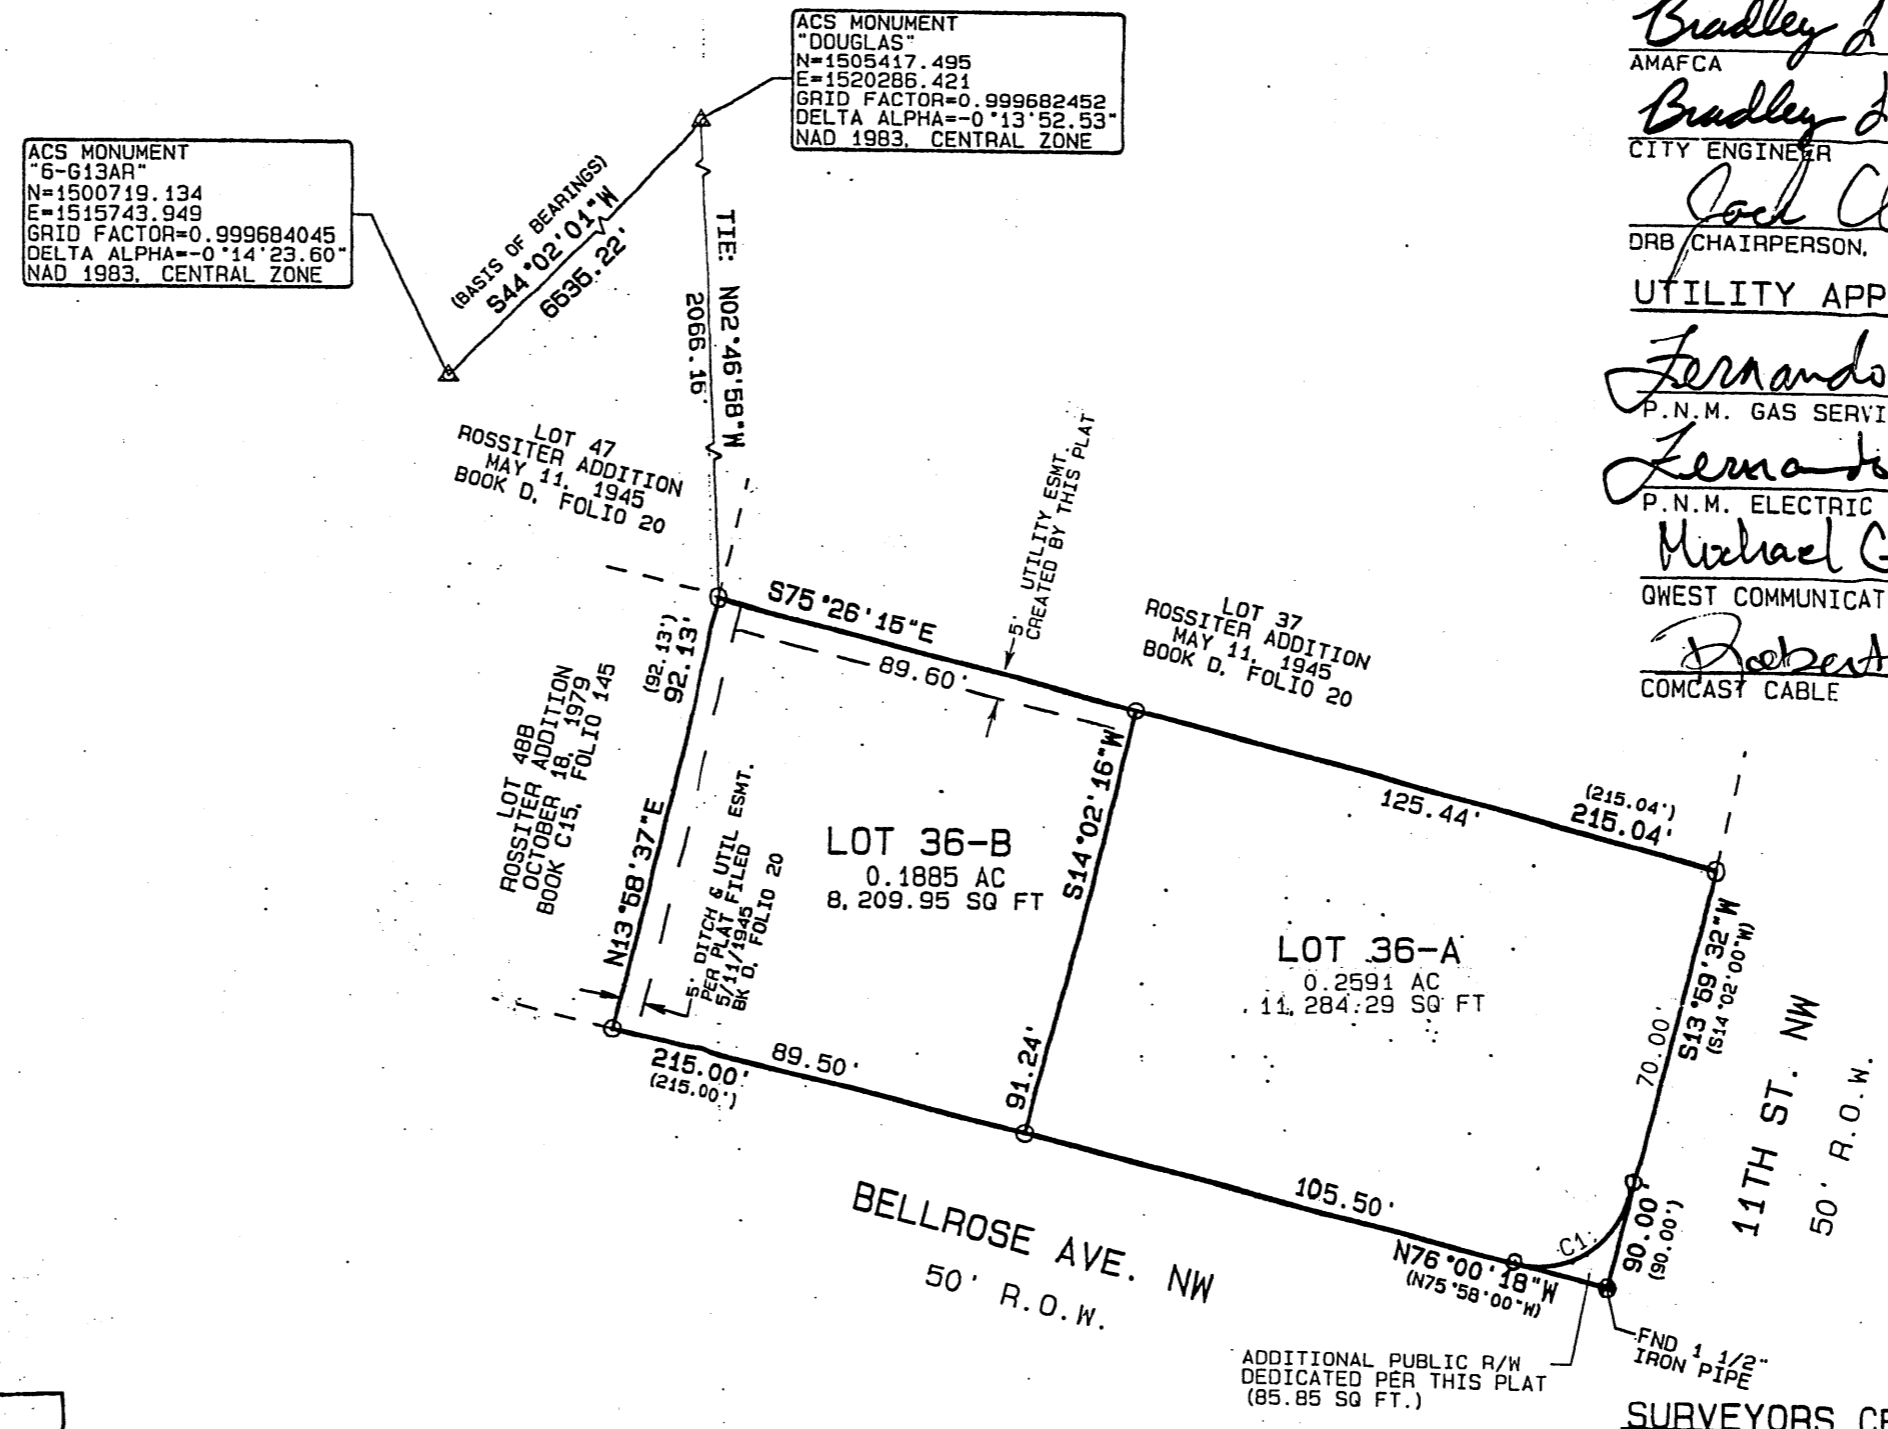 ACS MONUMENT
"DOUGLAS"
N=1505417.495
E=1520286.421
GRID FACTOR=0.999682452
DELTA ALPHA=-0°13'52.53"
NAD 1983, CENTRAL ZONE
ACS MONUMENT
"6-G13AR"
N=1500719.134
E=1515743.949
GRID FACTOR=0.999684045
DELTA ALPHA=-0°14'23.60"
NAD 1983, CENTRAL ZONE
(BASIS OF BEARINGS)
S44°02'01"W
6535.22'
TIE: N02°46'58"W
2066.16'
LOT 47
ROSSITER ADDITION
MAY 11, 1945
BOOK D, FOLIO 20
5' UTILITY ESMT.
CREATED BY THIS PLAT
S75°26'15"E
89.60'
LOT 37
ROSSITER ADDITION
MAY 11, 1945
BOOK D, FOLIO 20
(92.13')
92.13'
N13°58'37"E
LOT 48B
ROSSITER ADDITION
OCTOBER 18, 1979
BOOK C15, FOLIO 145
5' DITCH & UTIL ESMT.
PER PLAT FILED
5/11/1945
BK D, FOLIO 20
LOT 36-B
0.1885 AC
8,209.95 SQ FT
S14°02'16"W
91.24'
125.44'
(215.04')
215.04'
LOT 36-A
0.2591 AC
11,284.29 SQ FT
S13°59'32"W
(S14°02'00"W)
70.00'
11TH ST. NW
50' R.O.W.
215.00'
(215.00')
89.50'
105.50'
C1
90.00'
(90.00')
N76°00'18"W
(N75°58'00"W)
BELLROSE AVE. NW
50' R.O.W.
ADDITIONAL PUBLIC R/W
DEDICATED PER THIS PLAT
(85.85 SQ FT.)
FND 1 1/2"
IRON PIPE
Bradley L
AMAFCA
Bradley L
CITY ENGINEER
DRB CHAIRPERSON,
UTILITY APP
Fernando
P.N.M. GAS SERVI
Fernando
P.N.M. ELECTRIC
Michael G
QWEST COMMUNICAT
Robert
COMCAST CABLE
SURVEYORS CE